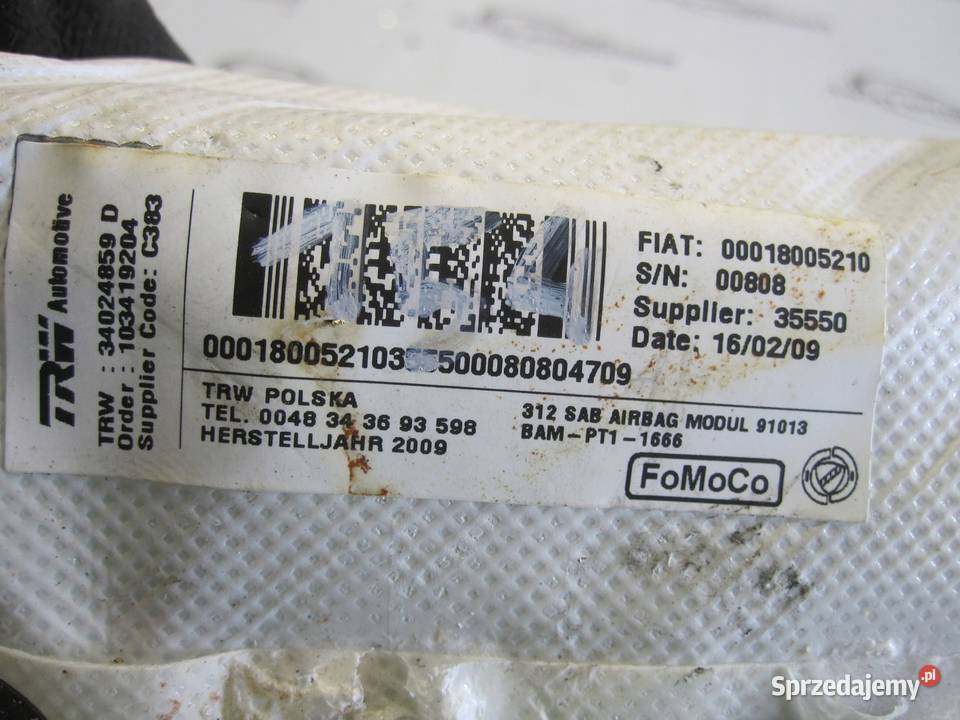 TRW Automotive
TRW : 34024859 D
Order : 103419204
Supplier Code: C383
FIAT: 00018005210
S/N: 00808
Supplier: 35550
Date: 16/02/09
TRW POLSKA
TEL. 0048 34 36 93 598
HERSTELLJAHR 2009
312 SAB AIRBAG MODUL 91013
BAM-PT1-1666
FoMoCo
Sprzedajemy.pl